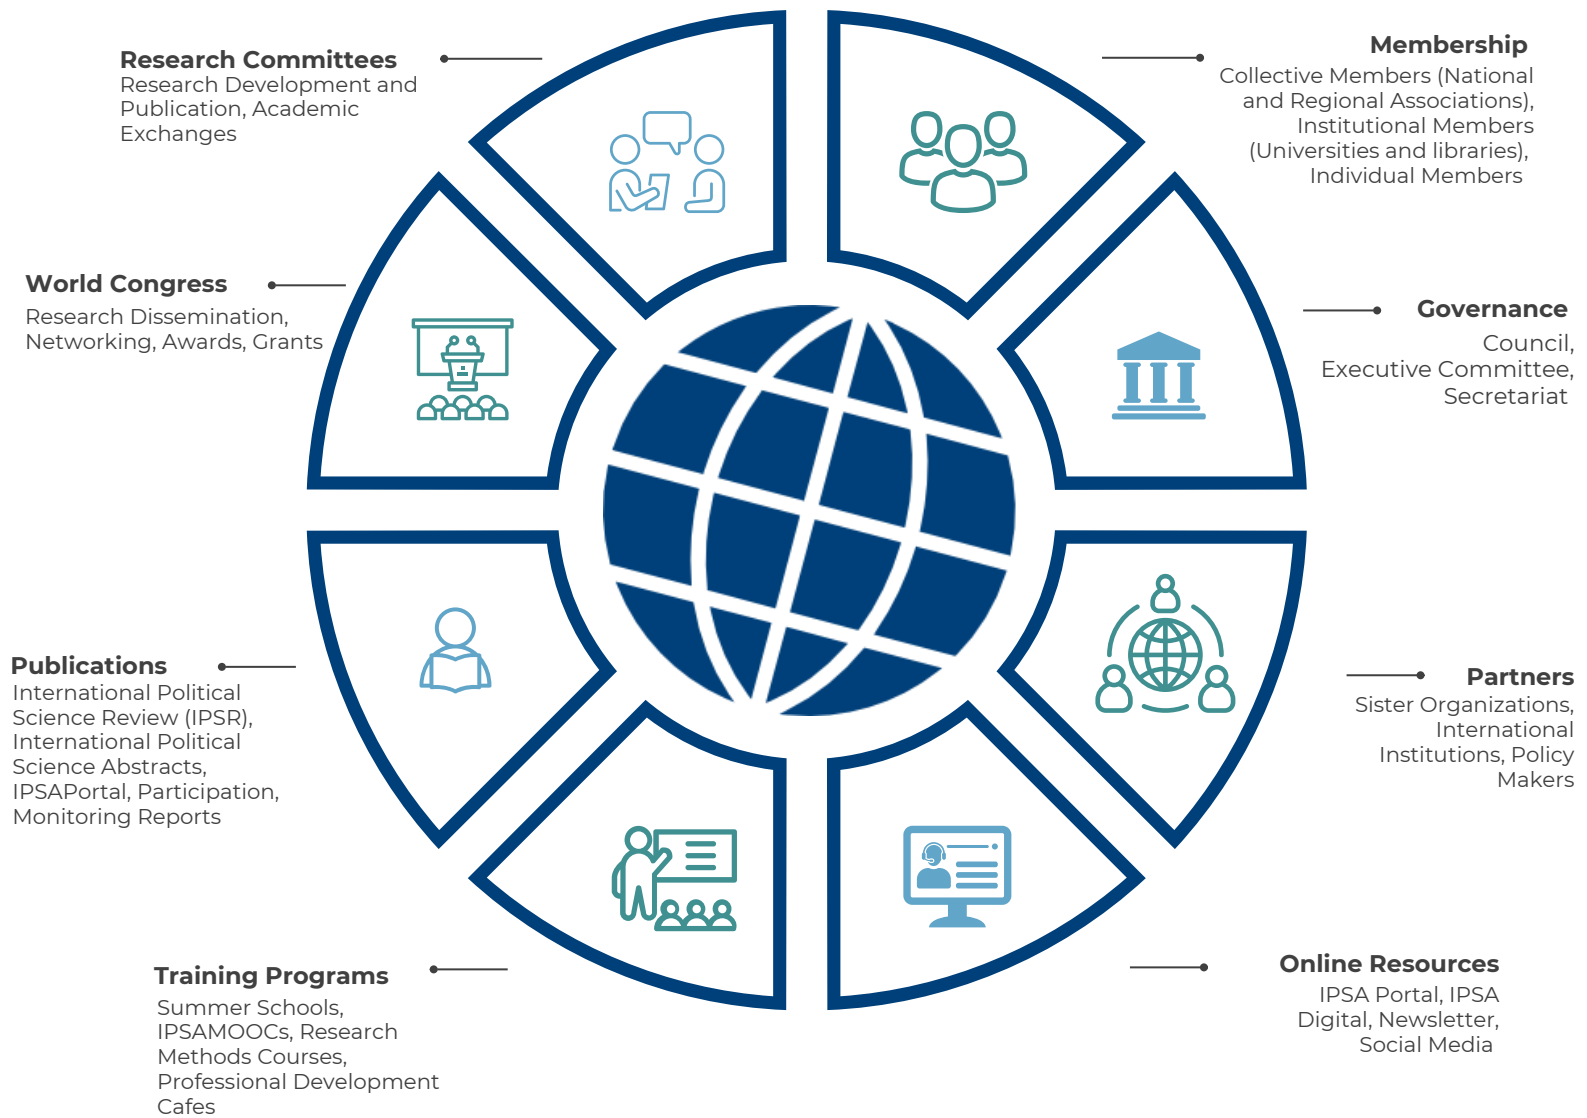 Research Committees
Research Development and
Publication, Academic
Exchanges
Membership
Collective Members (National
and Regional Associations),
Institutional Members
(Universities and libraries),
Individual Members
World Congress
Research Dissemination,
Networking, Awards, Grants
Governance
Council,
Executive Committee,
Secretariat
Publications
International Political
Science Review (IPSR),
International Political
Science Abstracts,
IPSAPortal, Participation,
Monitoring Reports
Partners
Sister Organizations,
International
Institutions, Policy
Makers
Training Programs
Summer Schools,
IPSAMOOCs, Research
Methods Courses,
Professional Development
Cafes
Online Resources
IPSA Portal, IPSA
Digital, Newsletter,
Social Media